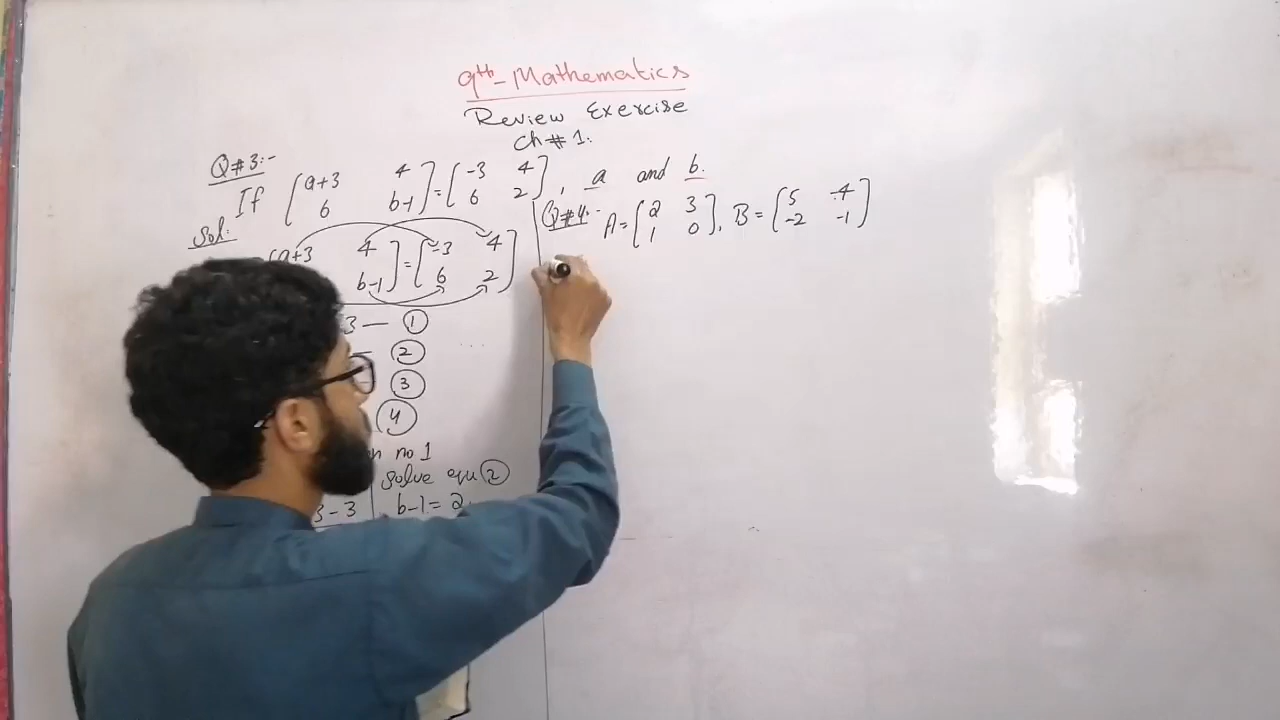 9th - Mathematics
Review Exercise
Ch # 1.
Q#3:-
If [a+3 4 6 b-1] = [-3 4 6 2], a and b.
Sol:
[a+3 4 b-1] = [-3 4 6 2]
3 — ①
— ②
— ③
④
no 1
solve equ ②
3-3
b-1 = 2
Q#4:- A = [2 3 1 0], B = [5 -4 -2 -1]